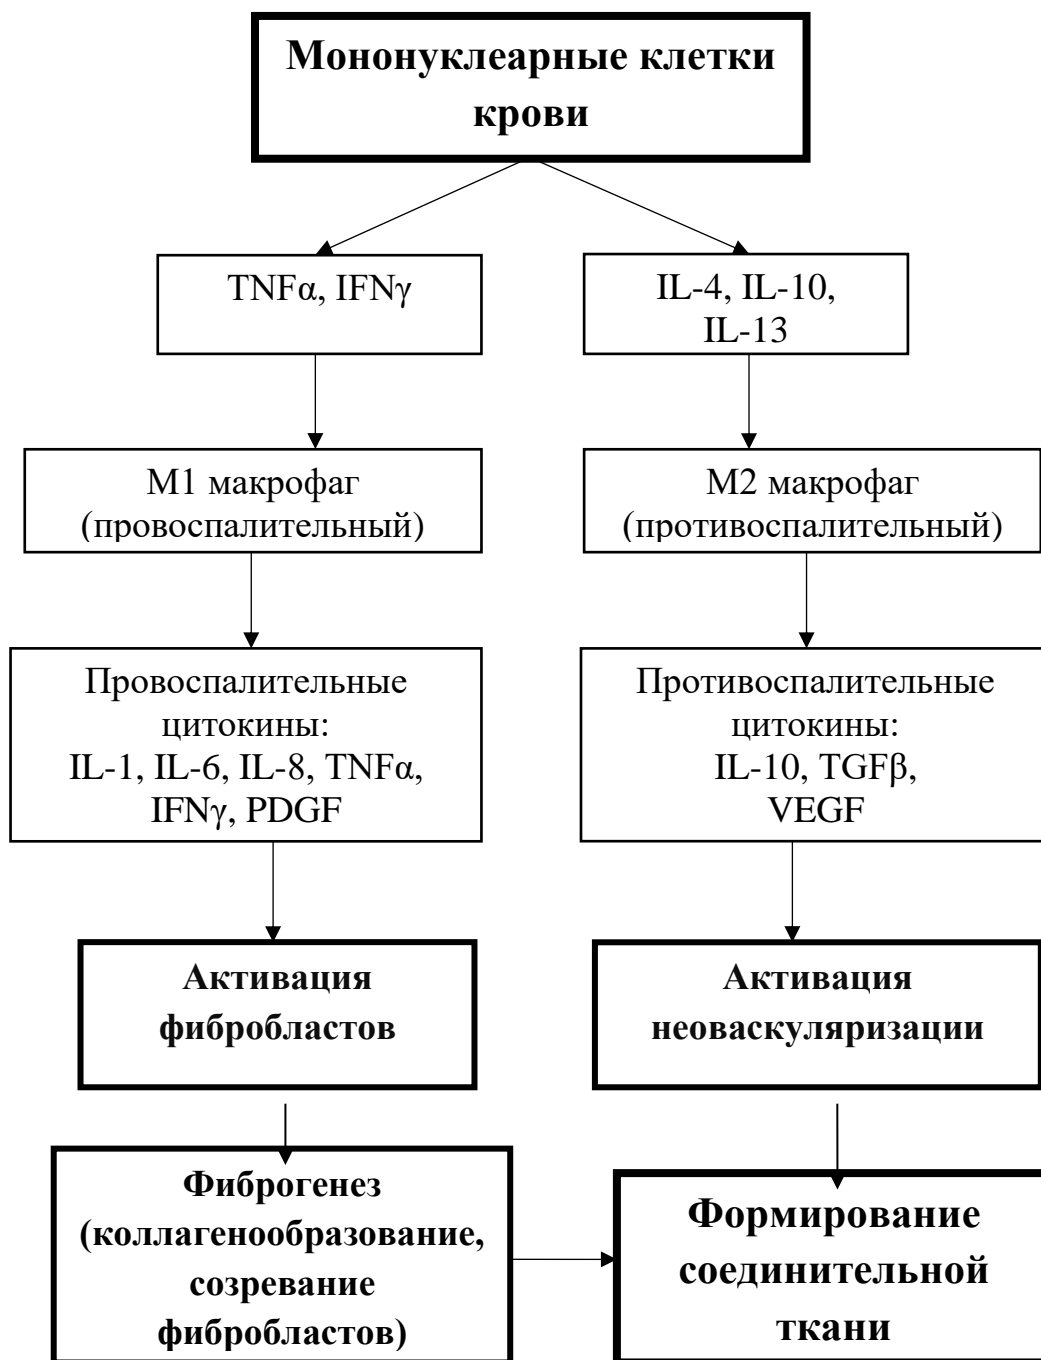 Мононуклеарные клетки
крови
TNFα, IFNγ
IL-4, IL-10,
IL-13
М1 макрофаг
(провоспалительный)
М2 макрофаг
(противоспалительный)
Провоспалительные
цитокины:
IL-1, IL-6, IL-8, TNFα,
IFNγ, PDGF
Противоспалительные
цитокины:
IL-10, TGFβ,
VEGF
Активация
фибробластов
Активация
неоваскуляризации
Фиброгенез
(коллагенообразование,
созревание
фибробластов)
Формирование
соединительной
ткани